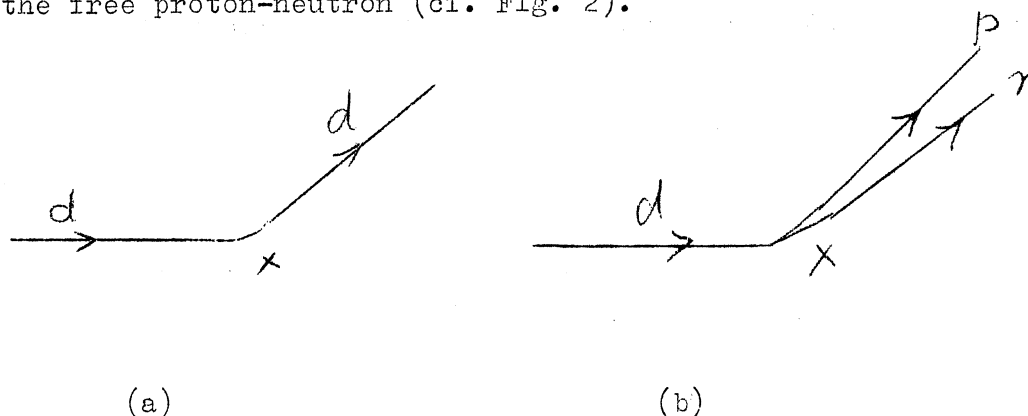 the free proton-neutron (cf. Fig. 2).
p
d
d
d
x
x
(a) (b)